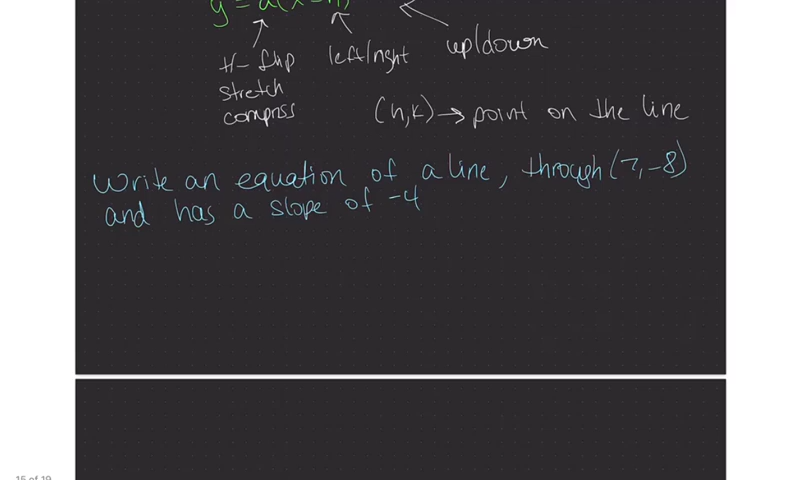 y = a(x-h)
+/- flip left/right up/down
stretch
compress
(h,k) → point on the line
Write an equation of a line, through (7,-8)
and has a slope of -4
15 of 19